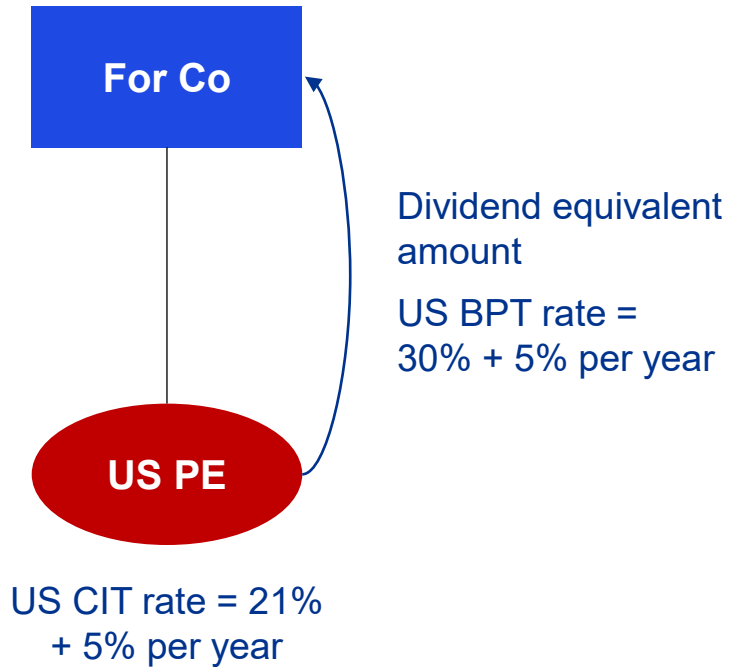 For Co
Dividend equivalent
amount
US BPT rate =
30% + 5% per year
US PE
US CIT rate = 21%
+ 5% per year